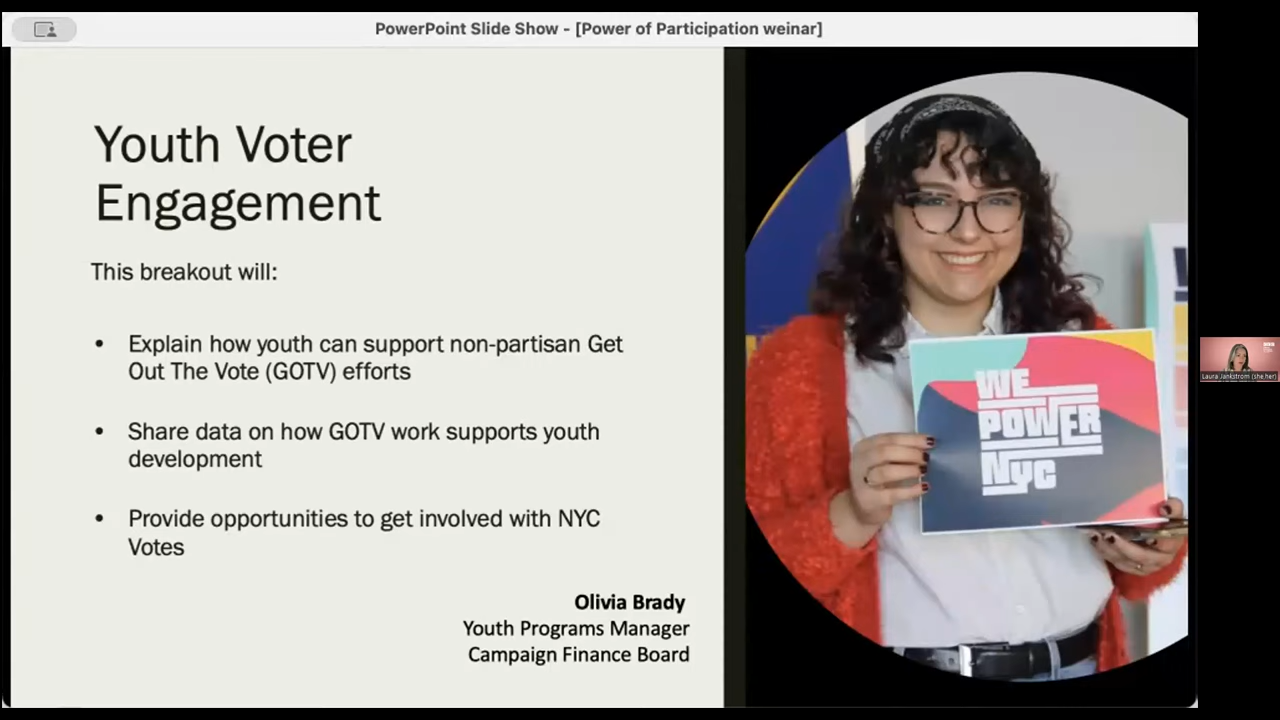 PowerPoint Slide Show - [Power of Participation weinar]
Youth Voter
Engagement
This breakout will:
• Explain how youth can support non-partisan Get
Out The Vote (GOTV) efforts
• Share data on how GOTV work supports youth
development
• Provide opportunities to get involved with NYC
Votes
Olivia Brady
Youth Programs Manager
Campaign Finance Board
WE
POWER
NYC
Laura Jankstrom (she,her)